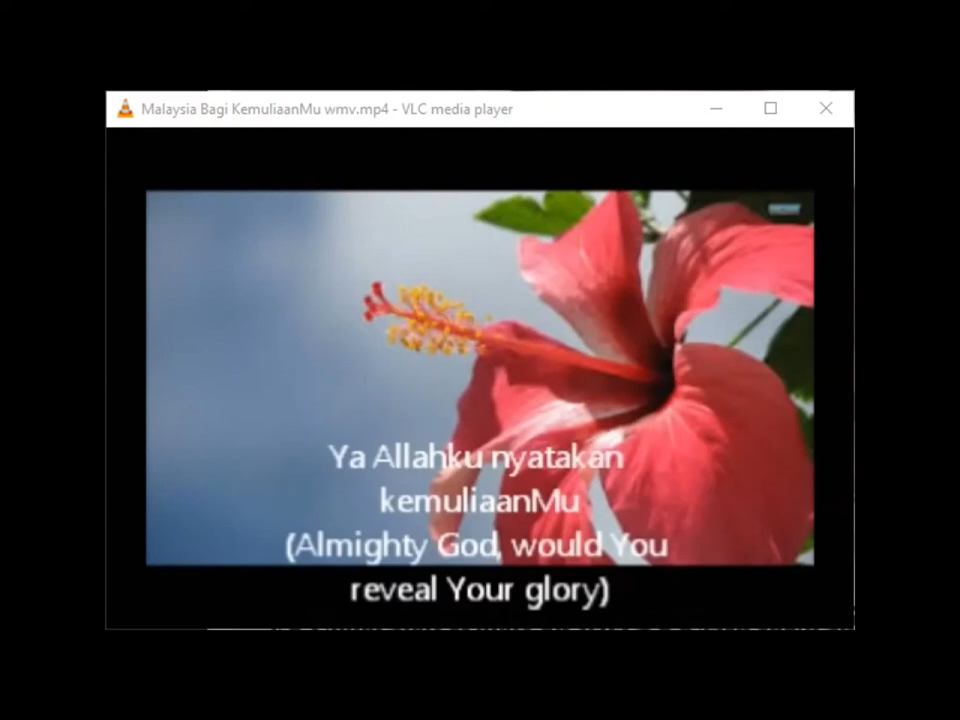 Malaysia Bagi KemuliaanMu wmv.mp4 - VLC media player
Ya Allahku nyatakan
kemuliaanMu
(Almighty God, would You
reveal Your glory)